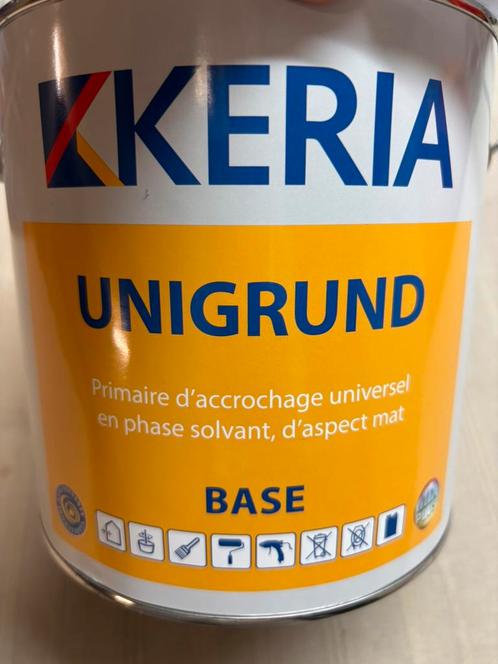 KERIA
UNIGRUND
Primaire d'accrochage universel
en phase solvant, d'aspect mat
BASE